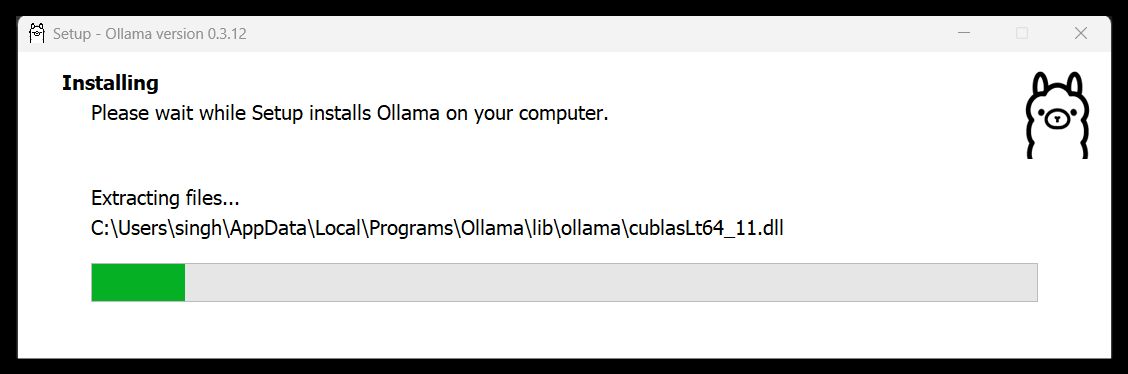 Setup - Ollama version 0.3.12
Installing
Please wait while Setup installs Ollama on your computer.
Extracting files...
C:\Users\singh\AppData\Local\Programs\Ollama\lib\ollama\cublasLt64_11.dll